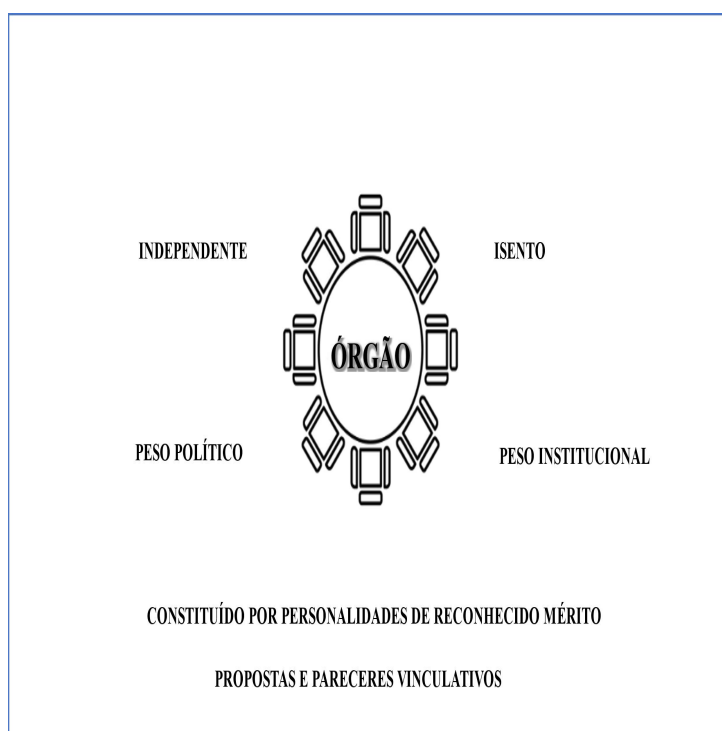 INDEPENDENTE
ISENTO
ÓRGÃO
PESO POLÍTICO
PESO INSTITUCIONAL
CONSTITUÍDO POR PERSONALIDADES DE RECONHECIDO MÉRITO
PROPOSTAS E PARECERES VINCULATIVOS